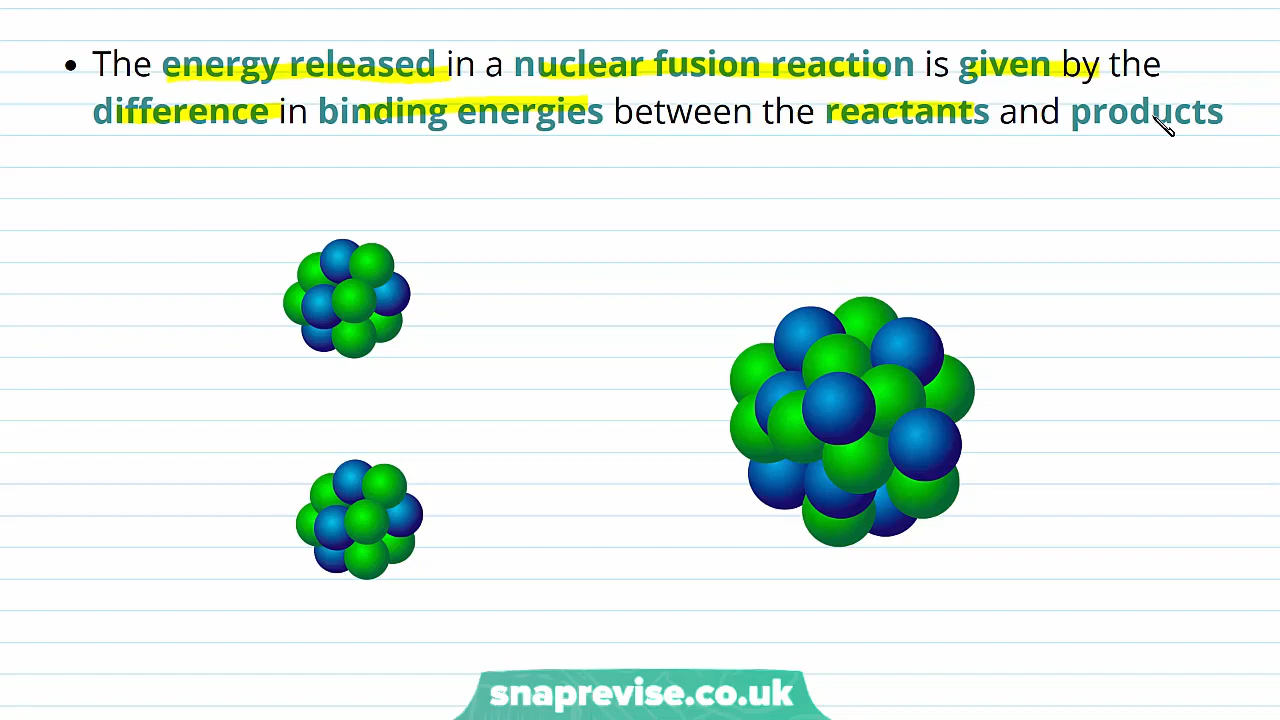 • The energy released in a nuclear fusion reaction is given by the
difference in binding energies between the reactants and products
snaprevise.co.uk